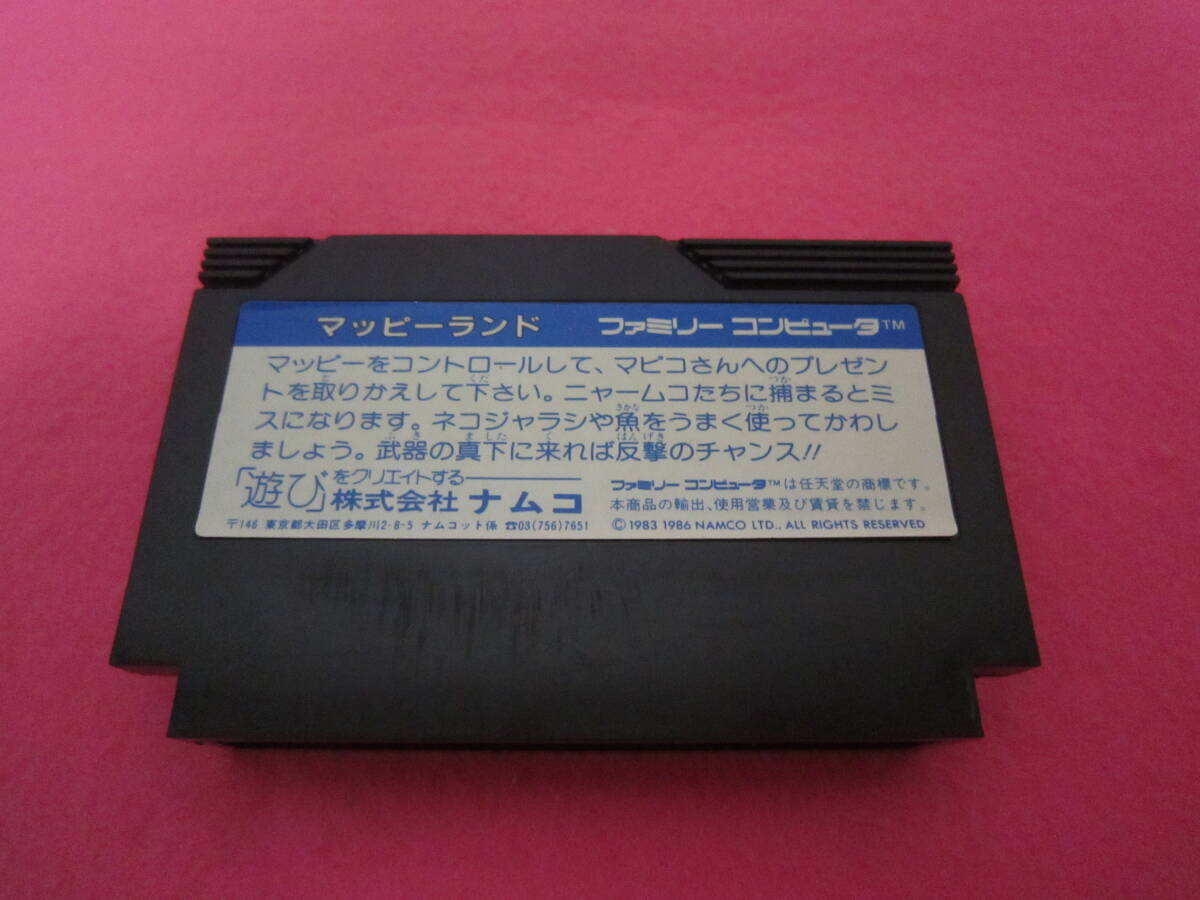 マッピーランド ファミリー コンピュータ™
マッピーをコントロールして、マピコさんへのプレゼン
トを取りかえして下さい。ニャームコたちに捕まるとミ
スになります。ネコジャラシや魚をうまく使ってかわし
ましょう。武器の真下に来れば反撃のチャンス!!
「遊び」をクリエイトする
株式会社 ナムコ
〒146 東京都大田区多摩川2-8-5 ナムコット係 ☎03(756)7651
ファミリー コンピュータ™は任天堂の商標です。
本商品の輸出、使用営業及び賃貸を禁じます。
©1983 1986 NAMCO LTD., ALL RIGHTS RESERVED